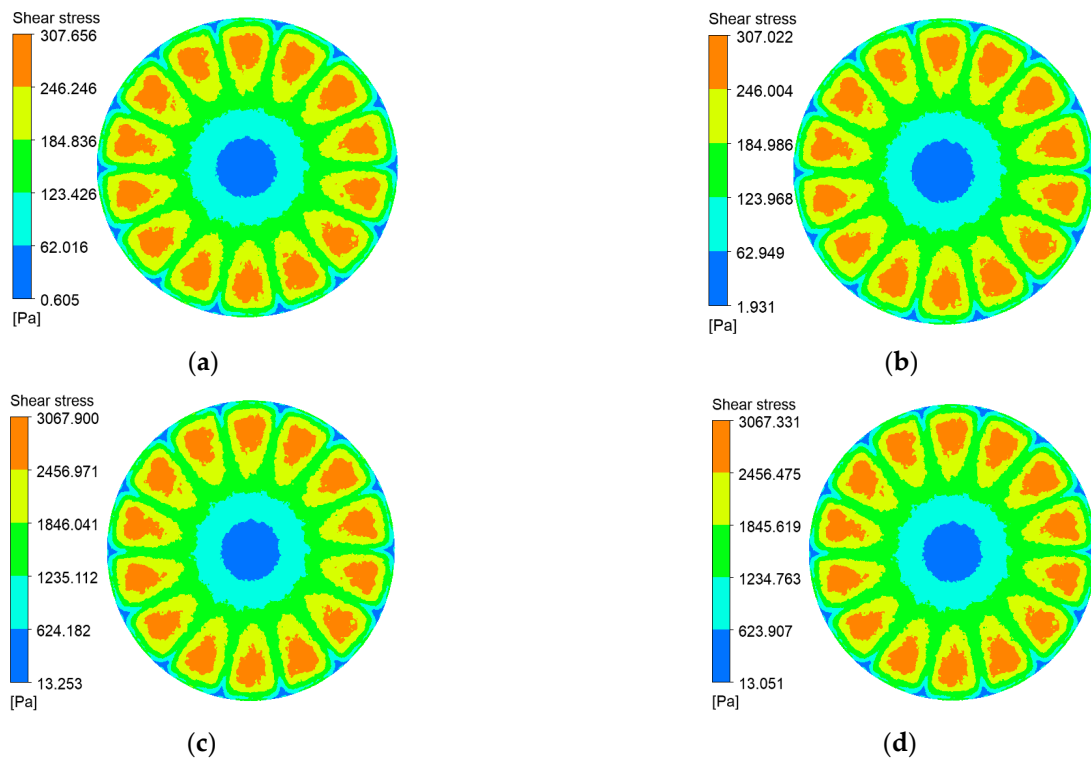 Shear stress
307.656
246.246
184.836
123.426
62.016
0.605
[Pa]
(a)
Shear stress
307.022
246.004
184.986
123.968
62.949
1.931
[Pa]
(b)
Shear stress
3067.900
2456.971
1846.041
1235.112
624.182
13.253
[Pa]
(c)
Shear stress
3067.331
2456.475
1845.619
1234.763
623.907
13.051
[Pa]
(d)